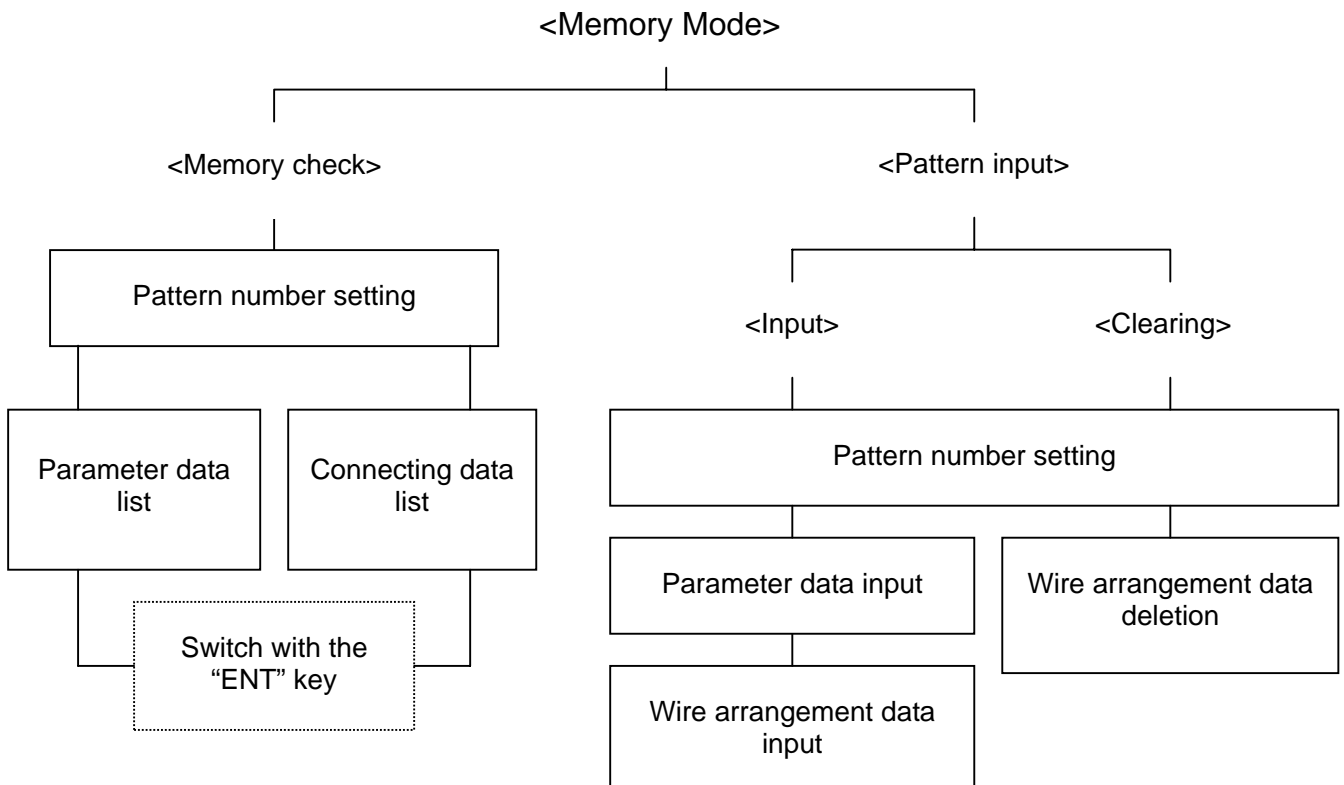 <Memory Mode>
<Memory check>
<Pattern input>
Pattern number setting
<Input>
<Clearing>
Parameter data
list
Connecting data
list
Pattern number setting
Switch with the
“ENT” key
Parameter data input
Wire arrangement data
deletion
Wire arrangement data
input